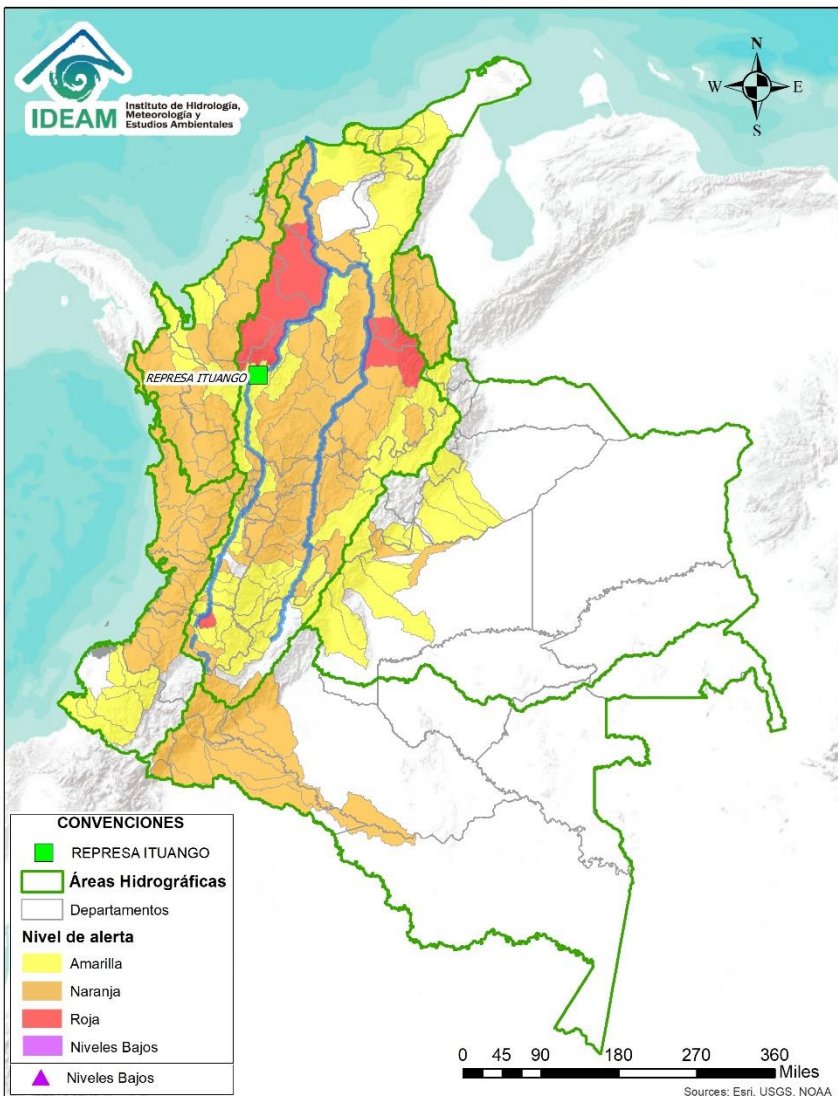 IDEAM
Instituto de Hidrología,
Meteorología y
Estudios Ambientales
N
W
E
S
REPRESA ITUANGO
CONVENCIONES
REPRESA ITUANGO
Áreas Hidrográficas
Departamentos
Nivel de alerta
Amarilla
Naranja
Roja
Niveles Bajos
Niveles Bajos
0 45 90 180 270 360
Miles
Sources: Esri, USGS, NOAA